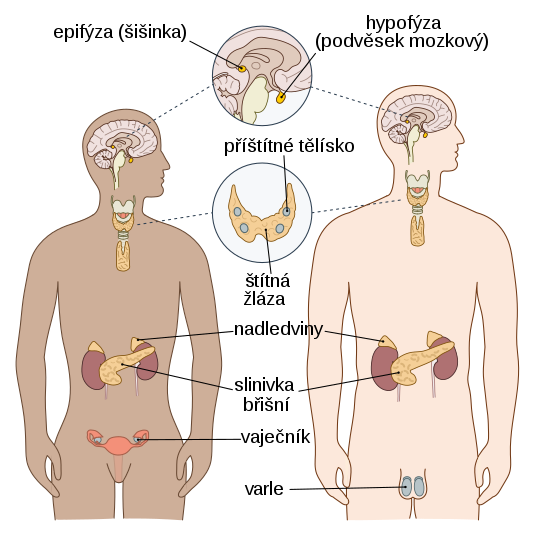 epifýza (šišinka)
hypofýza
(podvěsek mozkový)
příštítné tělísko
štítná
žláza
nadledviny
slinivka
břišní
vaječník
varle